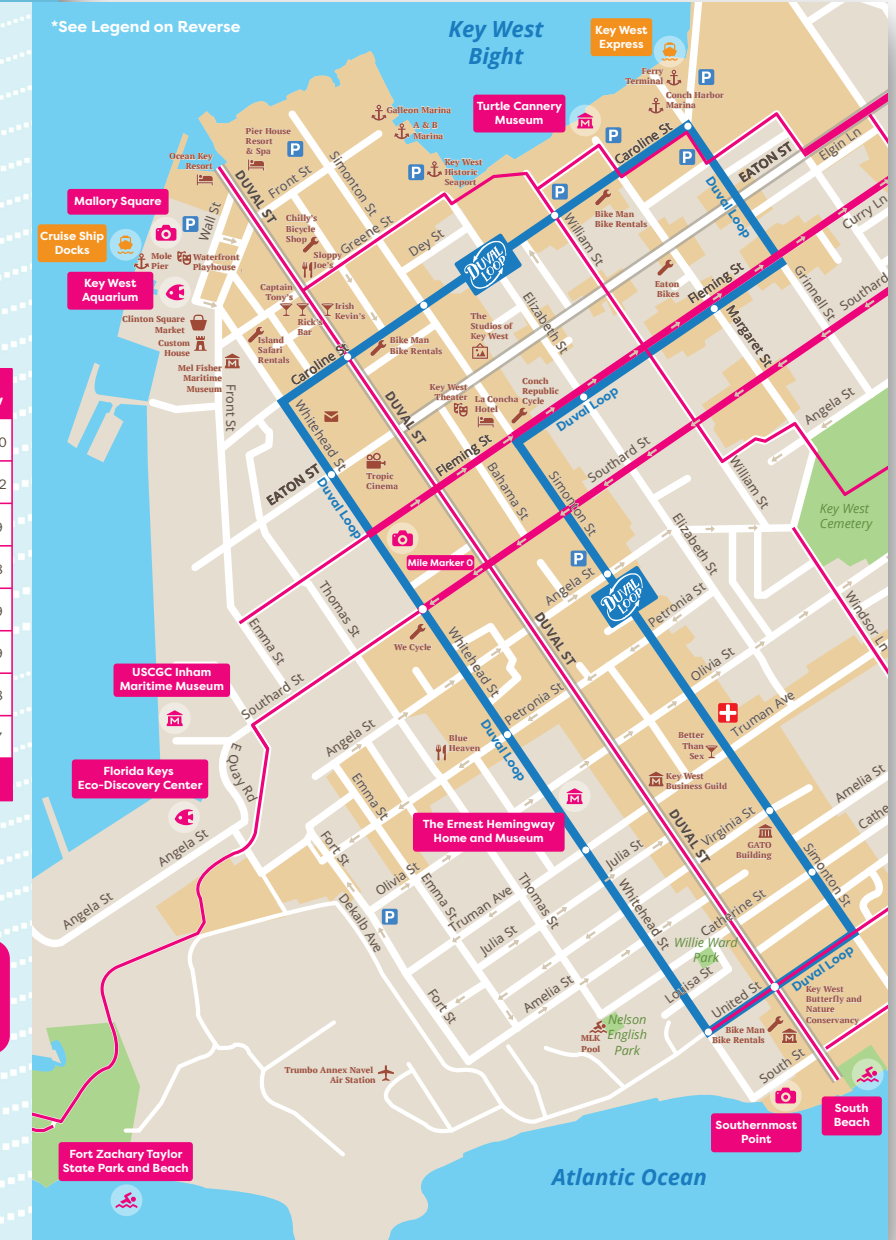 *See Legend on Reverse
Key West
Bight
Key West
Express
Ferry
Terminal
P
Conch Harbor
Marina
Turtle Cannery
Museum
Galleon Marina
A & B
Marina
Pier House
Resort
& Spa
P
Ocean Key
Resort
P
Key West
Historic
Seaport
P
P
P
Caroline St
EATON ST
Elgin Ln
Curry Ln
Duval Loop
Bike Man
Bike Rentals
William St
Mallory Square
Cruise Ship
Docks
Key West
Aquarium
P
Wall St
DUVAL ST
Front St
Simonton St
Greene St
Dey St
Chilly's
Bicycle
Shop
Sloppy
Joe's
Mole
Pier
Waterfront
Playhouse
Captain
Tony's
Irish
Kevin's
Rick's
Bar
DUVAL
LOOP
Elizabeth St
Eaton
Bikes
Fleming St
Grinnell St
Southard
Margaret St
Clinton Square
Market
Custom
House
Mel Fisher
Maritime
Museum
Island
Safari
Rentals
Bike Man
Bike Rentals
The
Studios of
Key West
Caroline St
Front St
Key West
Theater
La Concha
Hotel
Conch
Republic
Cycle
Duval Loop
Angela St
Whitehead St
DUVAL ST
Fleming St
Southard St
EATON ST
Tropic
Cinema
Duval Loop
Bahama St
Simonton St
William St
Key West
Cemetery
Mile Marker 0
Elizabeth St
P
Angela St
DUVAL
LOOP
Petronia St
Windsor Ln
Thomas St
Emma St
We Cycle
Whitehead St
DUVAL ST
Olivia St
USCGC Inham
Maritime Museum
Southard St
Petronia St
Truman Ave
Angela St
Blue
Heaven
Duval Loop
Better
Than
Sex
Key West
Business Guild
Florida Keys
Eco-Discovery Center
E Quay Rd
Emma St
Amelia St
Cathe
The Ernest Hemingway
Home and Museum
DUVAL ST
Virginia St
GATO
Building
Angela St
Fort St
Olivia St
Julia St
Simonton St
Angela St
Emma St
Truman Ave
Thomas St
Whitehead St
Catherine St
Dekalb Ave
P
Julia St
Willie Ward
Park
Duval Loop
Amelia St
Louisa St
United St
Fort St
Key West
Butterfly and
Nature
Conservancy
MLK
Pool
Nelson
English
Park
Bike Man
Bike Rentals
South St
Trumbo Annex Navel
Air Station
Southernmost
Point
South
Beach
Fort Zachary Taylor
State Park and Beach
Atlantic Ocean